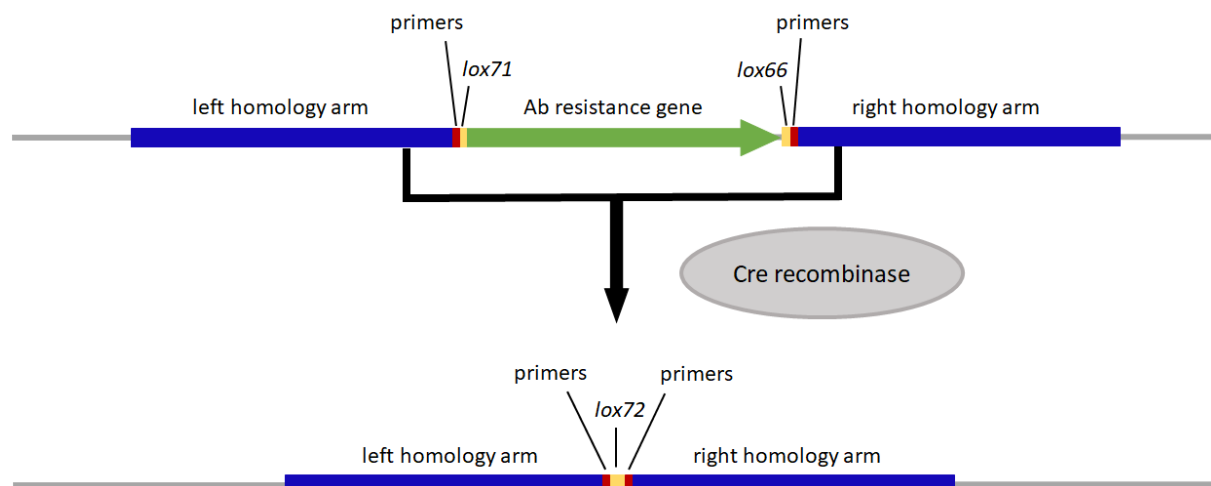 primers
primers
lox71
lox66
left homology arm
Ab resistance gene
right homology arm
Cre recombinase
primers
primers
lox72
left homology arm
right homology arm